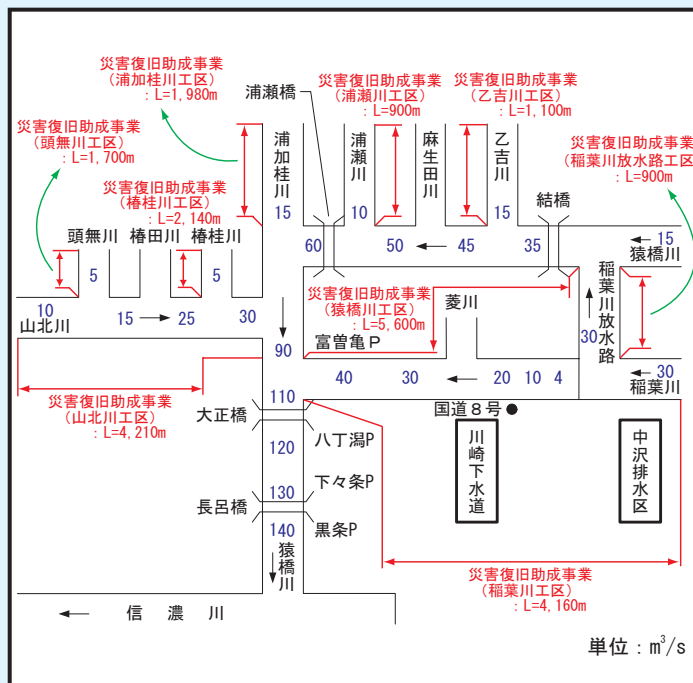 災害復旧助成事業
(浦加桂川工区)
：L=1,980m
浦瀬橋
災害復旧助成事業
(浦瀬川工区)
：L=900m
災害復旧助成事業
(乙吉川工区)
：L=1,100m
災害復旧助成事業
(頭無川工区)
：L=1,700m
災害復旧助成事業
(稲葉川放水路工区)
：L=900m
災害復旧助成事業
(椿桂川工区)
：L=2,140m
浦加桂川
浦瀬川
麻生田川
乙吉川
結橋
15
10
15
頭無川
椿田川
椿桂川
60
50
←
45
35
← 15
猿橋川
5
5
10
山北川
15 →
25
30
災害復旧助成事業
(猿橋川工区)
：L=5,600m
菱川
稲葉川放水路
30
90
富曽亀Ｐ
40
30
←
20
10
4
← 30
稲葉川
災害復旧助成事業
(山北川工区)
：L=4,210m
110
大正橋
八丁潟P
国道８号
120
川崎下水道
中沢排水区
下々条P
130
長呂橋
黒条P
140
猿橋川
災害復旧助成事業
(稲葉川工区)
：L=4,160m
← 信濃川
単位：m³/s